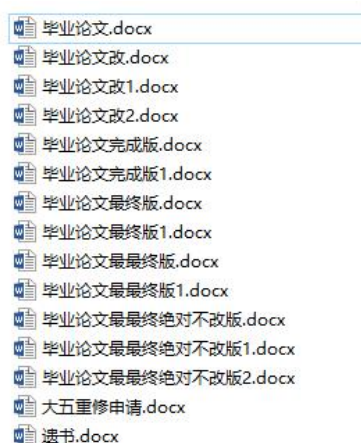 毕业论文.docx
毕业论文改.docx
毕业论文改1.docx
毕业论文改2.docx
毕业论文完成版.docx
毕业论文完成版1.docx
毕业论文最终版.docx
毕业论文最终版1.docx
毕业论文最最终版.docx
毕业论文最最终版1.docx
毕业论文最最终绝对不改版.docx
毕业论文最最终绝对不改版1.docx
毕业论文最最终绝对不改版2.docx
大五重修申请.docx
遗书.docx